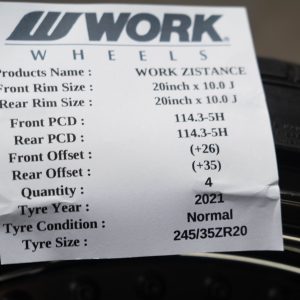 WORK
WHEELS
Products Name : WORK ZISTANCE
Front Rim Size : 20inch x 10.0 J
Rear Rim Size : 20inch x 10.0 J
Front PCD : 114.3-5H
Rear PCD : 114.3-5H
Front Offset : (+26)
Rear Offset : (+35)
Quantity : 4
Tyre Year : 2021
Tyre Condition : Normal
Tyre Size : 245/35ZR20